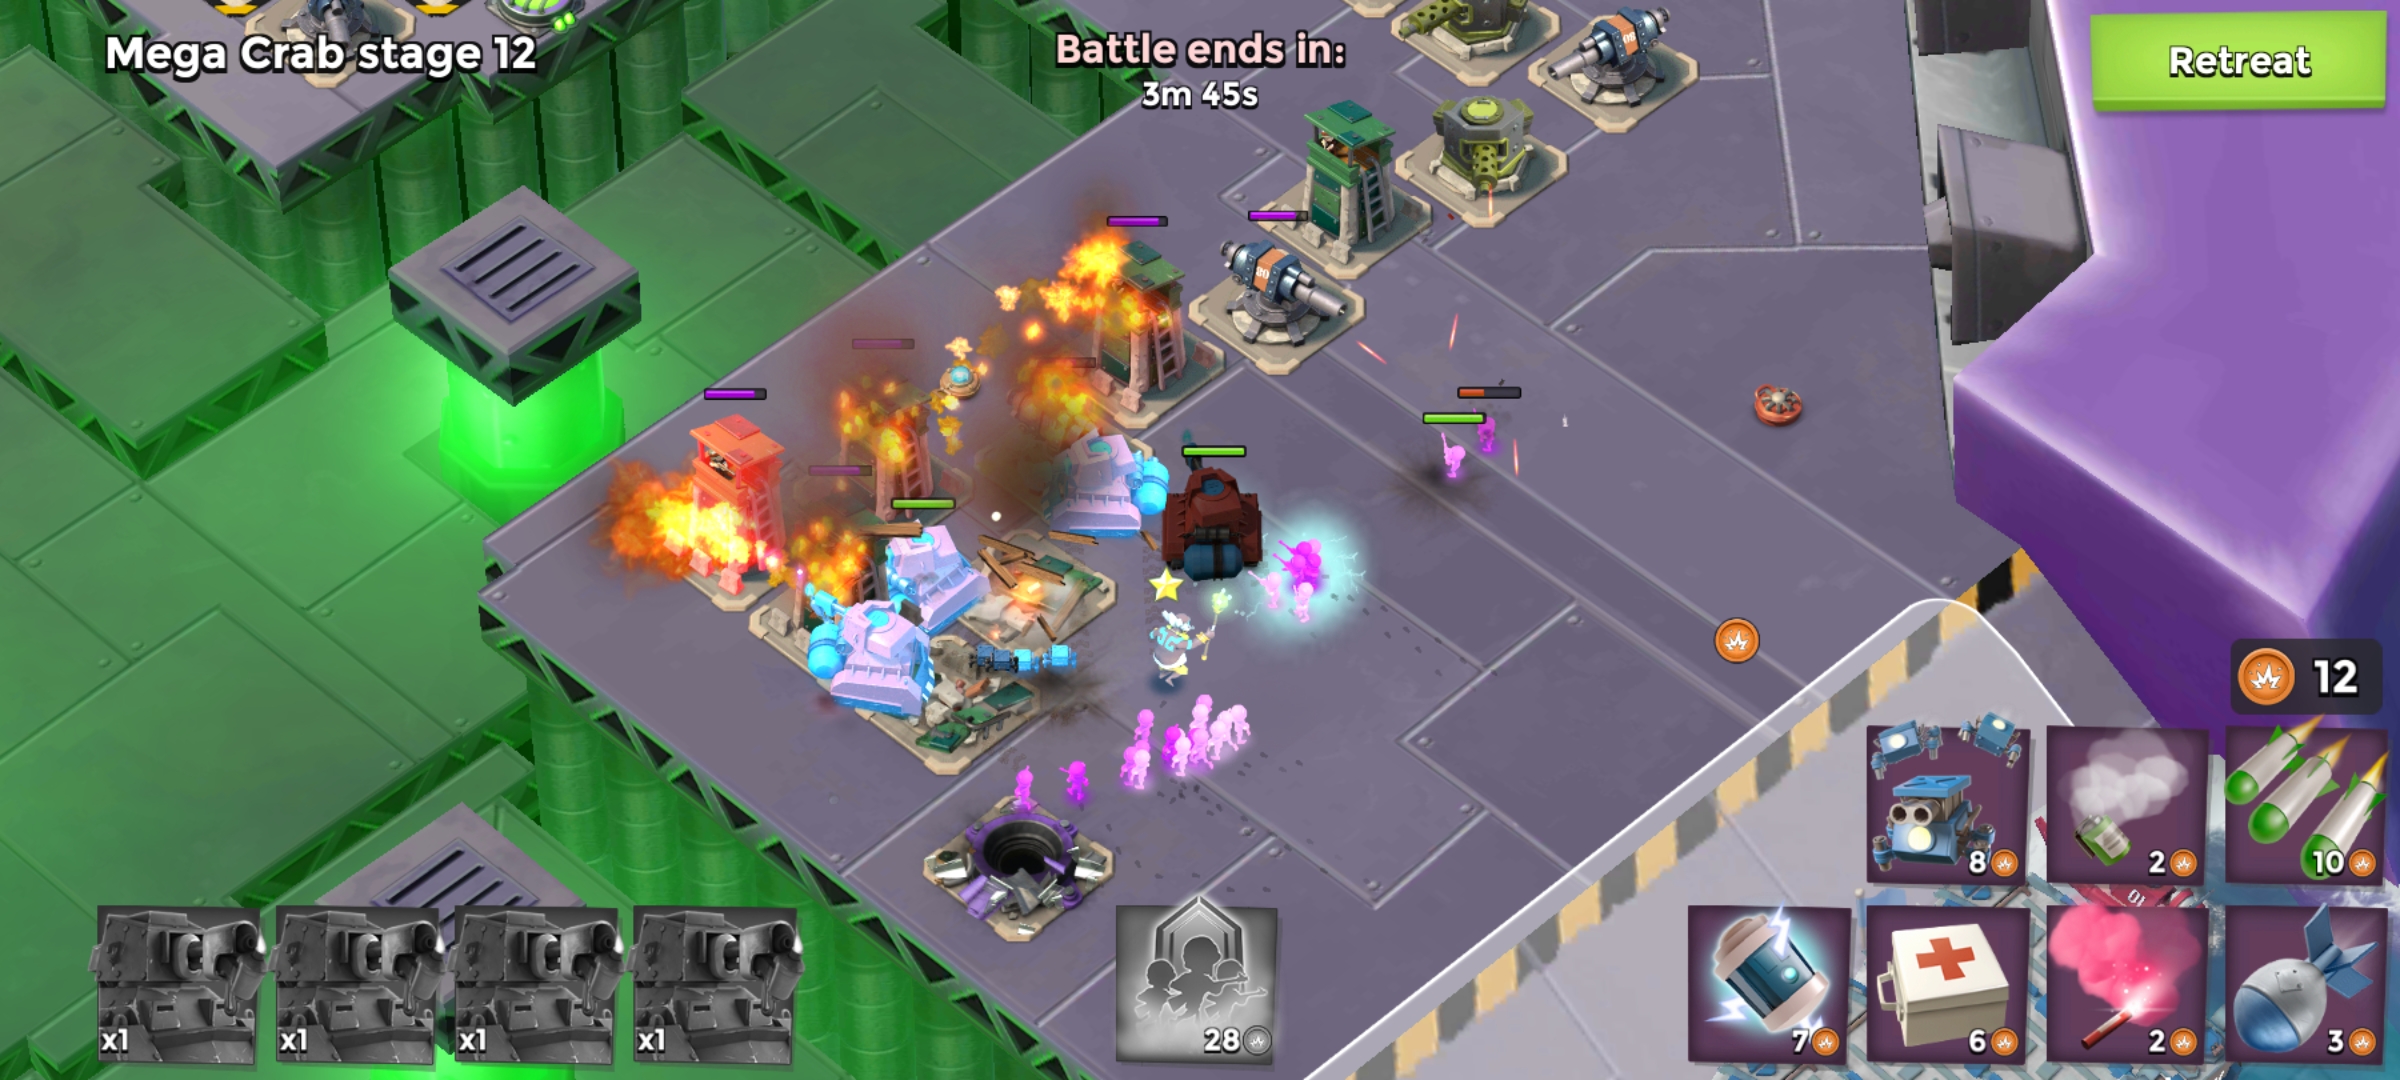 Mega Crab stage 12
Battle ends in:
3m 45s
Retreat
12
8
2
10
x1
x1
x1
x1
28
7
6
2
3